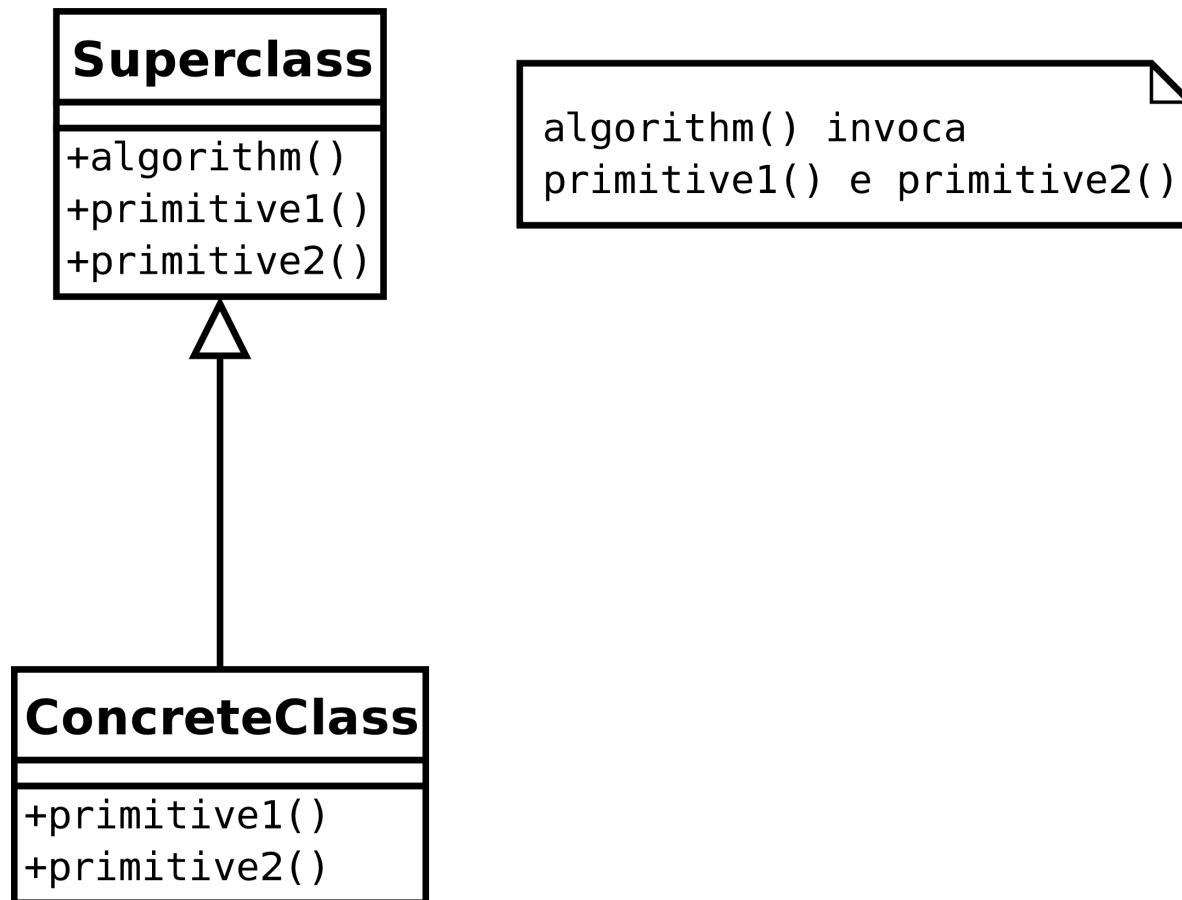 Superclass
+algorithm()
+primitive1()
+primitive2()
algorithm() invoca
primitive1() e primitive2()
ConcreteClass
+primitive1()
+primitive2()